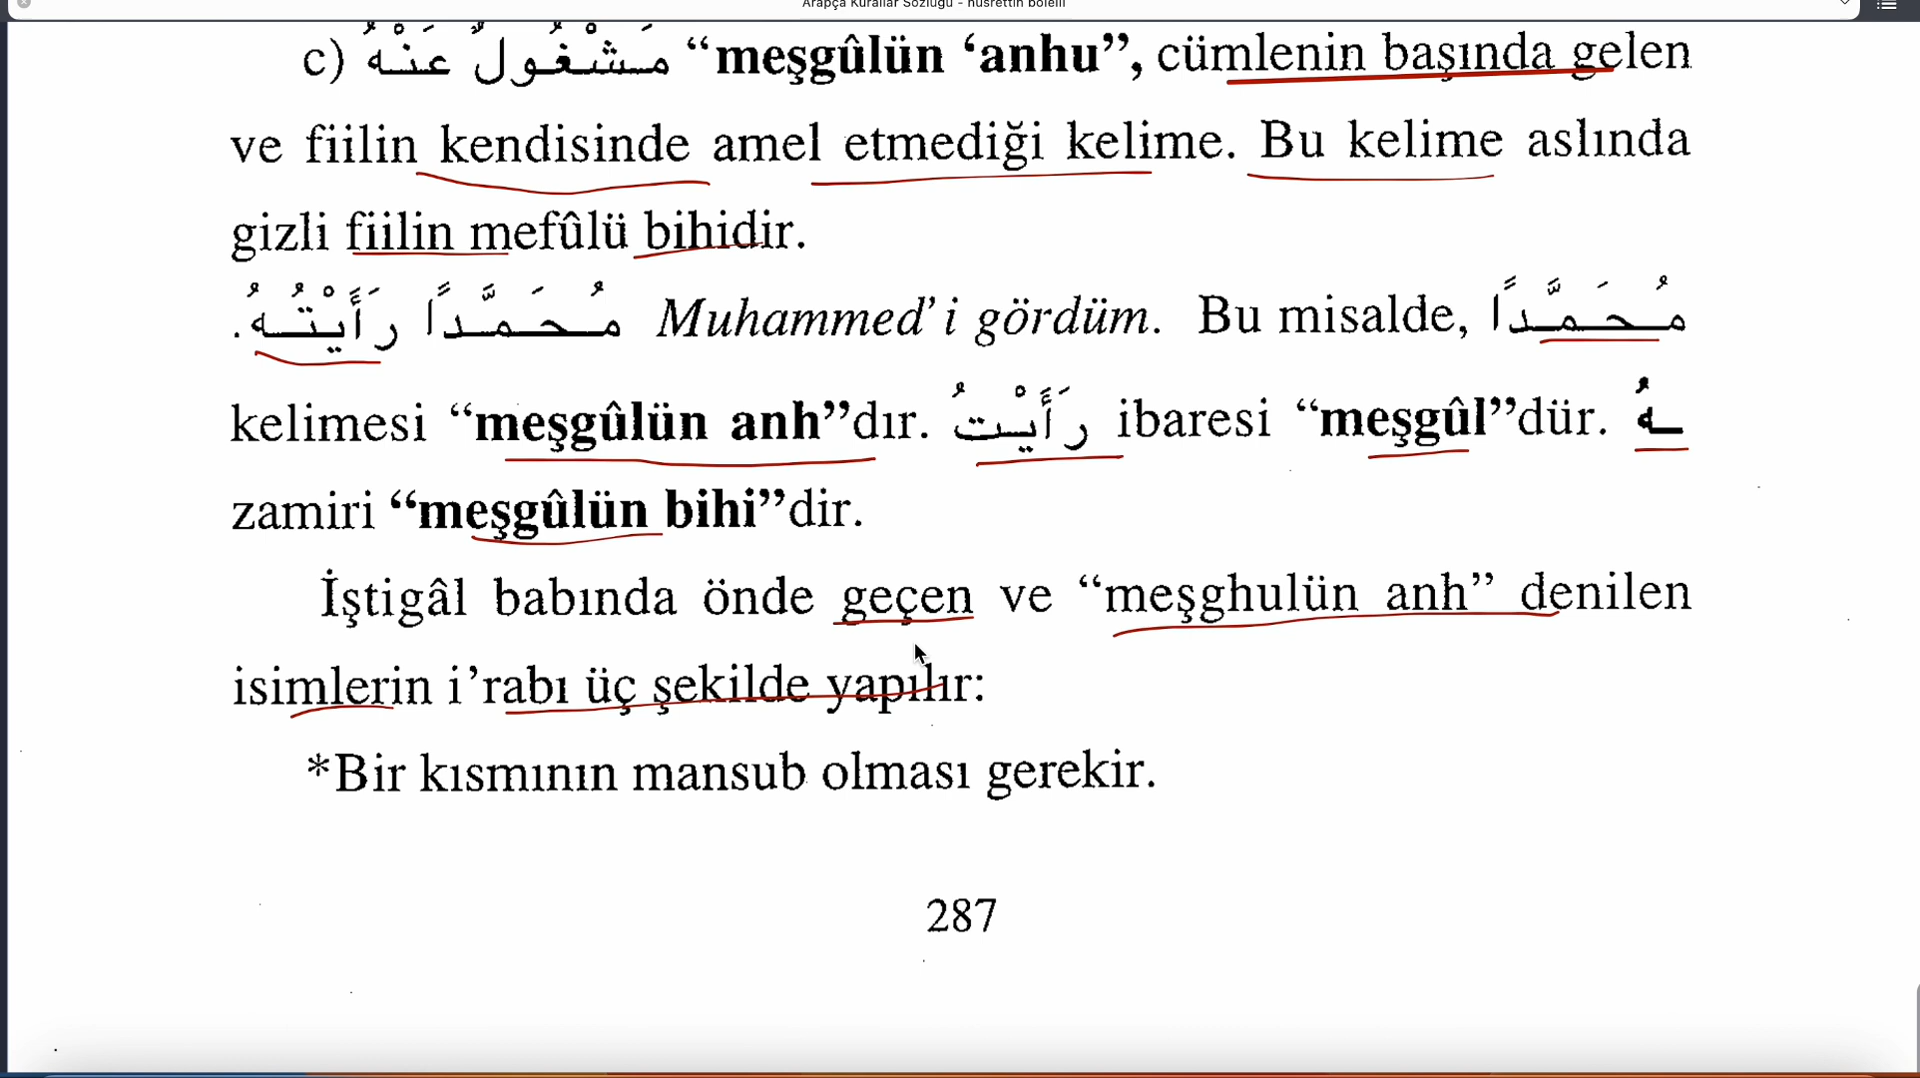 Arapça Kurallar Sözlüğü - nusrettin bolelli
c) مَشْغُولٌ عَنْهُ “meşgûlün ‘anhu”, cümlenin başında gelen
ve fiilin kendisinde amel etmediği kelime. Bu kelime aslında
gizli fiilin mefûlü bihidir.
مُحَمَّدًا رَأَيْتُهُ. Muhammed’i gördüm. Bu misalde, مُحَمَّدًا
kelimesi “meşgûlün anh”dır. رَأَيْتُ ibaresi “meşgûl”dür. ـهُ
zamiri “meşgûlün bihi”dir.
İştigâl babında önde geçen ve “meşghulün anh” denilen
isimlerin i’rabı üç şekilde yapılır:
*Bir kısmının mansub olması gerekir.
287